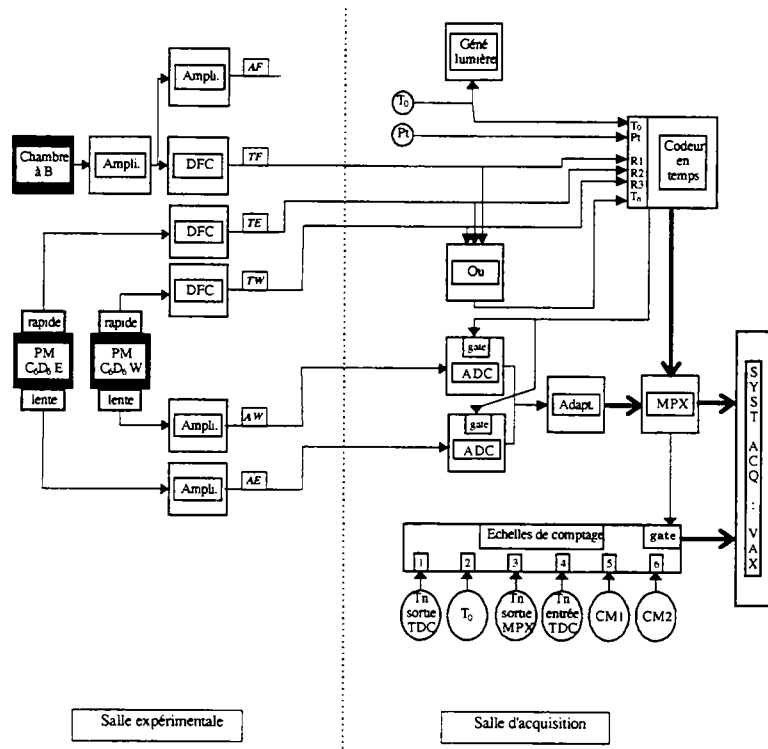 Géné
lumière
Ampli.
AF
T0
Pt
Chambre
à B
Ampli.
DFC
TF
T0
Pt
R1
R2
R3
Tn
Codeur
en
temps
DFC
TE
DFC
TW
Ou
rapide
rapide
PM
C6D6 E
PM
C6D6 W
lente
lente
gate
ADC
gate
ADC
Adapt.
MPX
Ampli.
AW
Ampli.
AE
SYST ACQ : VAX
Echelles de comptage
gate
1
2
3
4
5
6
Tn
sortie
TDC
T0
Tn
sortie
MPX
Tn
entrée
TDC
CM1
CM2
Salle expérimentale
Salle d'acquisition